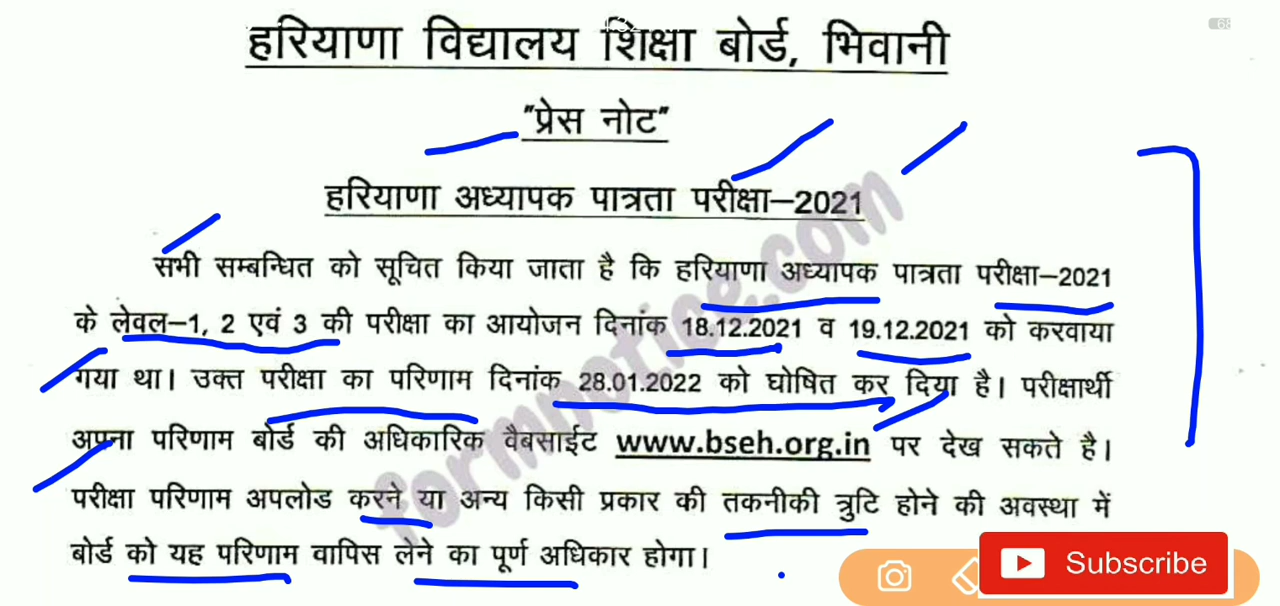 हरियाणा विद्यालय शिक्षा बोर्ड, भिवानी
"प्रेस नोट"
हरियाणा अध्यापक पात्रता परीक्षा–2021
सभी सम्बन्धित को सूचित किया जाता है कि हरियाणा अध्यापक पात्रता परीक्षा–2021
के लेवल–1, 2 एवं 3 की परीक्षा का आयोजन दिनांक 18.12.2021 व 19.12.2021 को करवाया
गया था। उक्त परीक्षा का परिणाम दिनांक 28.01.2022 को घोषित कर दिया है। परीक्षार्थी
अपना परिणाम बोर्ड की अधिकारिक वैबसाईट www.bseh.org.in पर देख सकते है।
परीक्षा परिणाम अपलोड करने या अन्य किसी प्रकार की तकनीकी त्रुटि होने की अवस्था में
बोर्ड को यह परिणाम वापिस लेने का पूर्ण अधिकार होगा।
formnotice.com
Subscribe